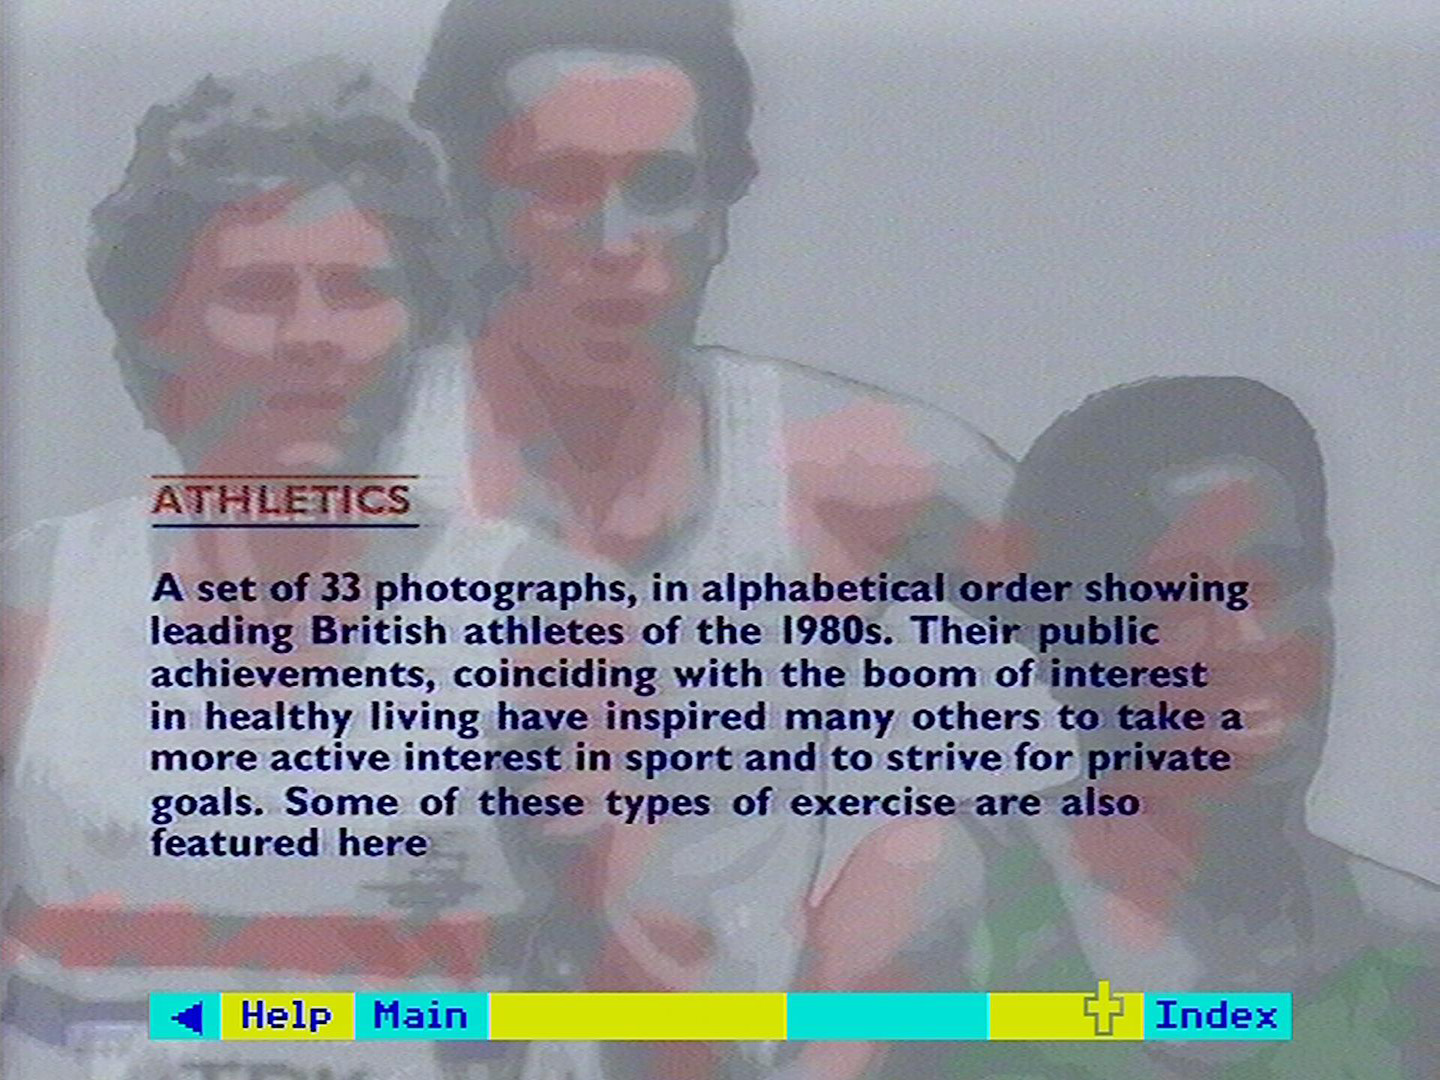 ATHLETICS
A set of 33 photographs, in alphabetical order showing
leading British athletes of the 1980s. Their public
achievements, coinciding with the boom of interest
in healthy living have inspired many others to take a
more active interest in sport and to strive for private
goals. Some of these types of exercise are also
featured here
Help Main Index